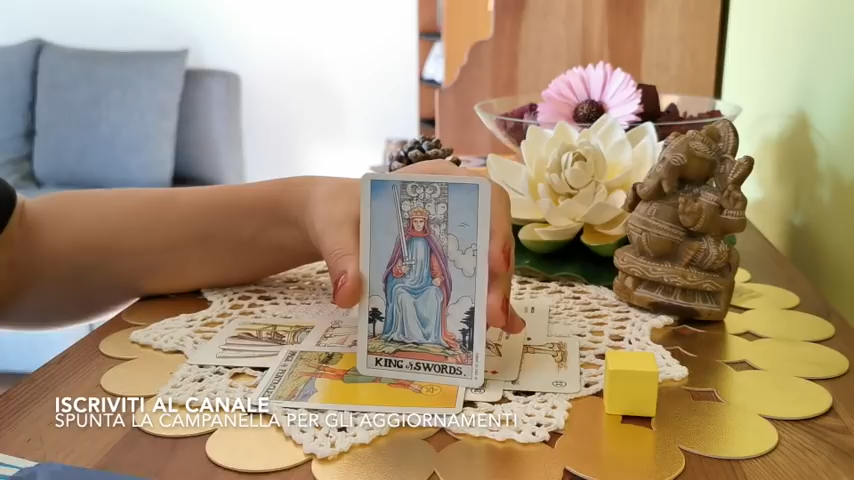 KING of SWORDS.
ISCRIVITI AL CANALE
SPUNTA LA CAMPANELLA PER GLI AGGIORNAMENTI